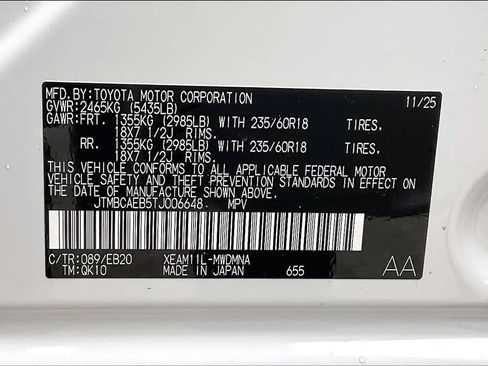 MFD.BY:TOYOTA MOTOR CORPORATION 11/25
GVWR:2465KG (5435LB)
GAWR:FRT. 1355KG (2985LB) WITH 235/60R18 TIRES,
18X7 1/2J RIMS,
RR. 1355KG (2985LB) WITH 235/60R18 TIRES,
18X7 1/2J RIMS,
THIS VEHICLE CONFORMS TO ALL APPLICABLE FEDERAL MOTOR
VEHICLE SAFETY AND THEFT PREVENTION STANDARDS IN EFFECT ON
THE DATE OF MANUFACTURE SHOWN ABOVE.
JTMBCAEB5TJ006648 MPV
C/TR:089/EB20 XEAM11L-MWDMNA
TM:QK10 MADE IN JAPAN 655 AA